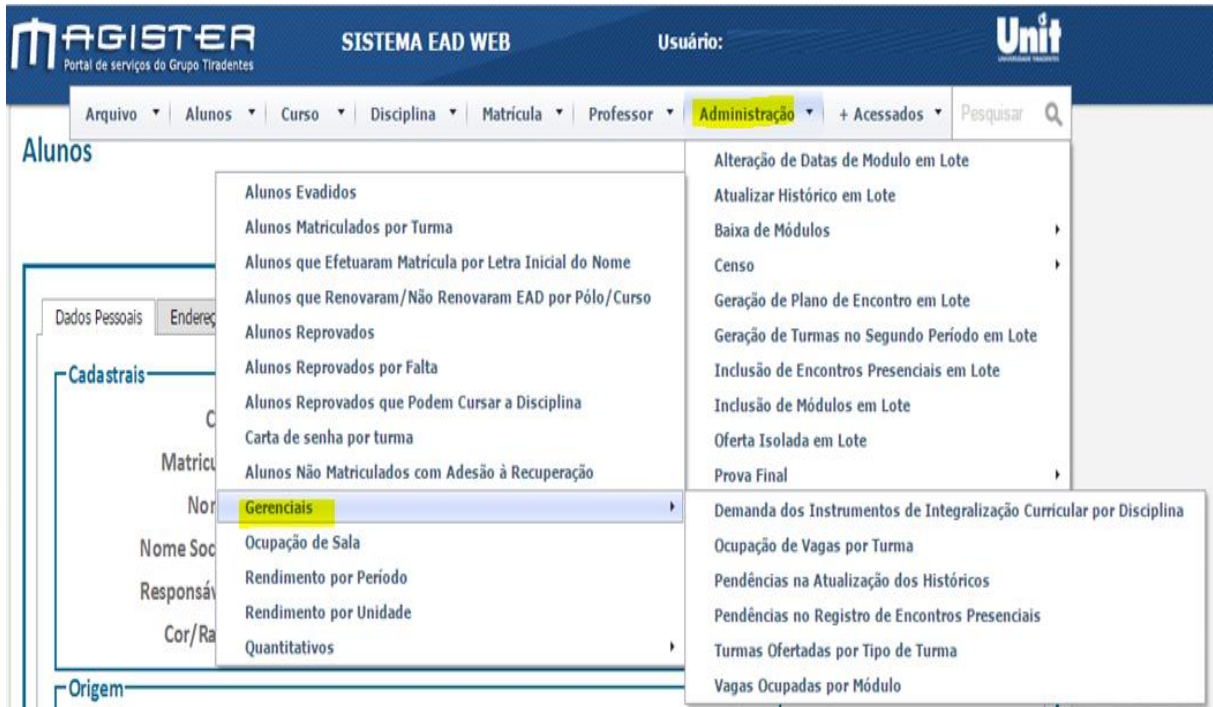 MAGISTER
Portal de serviços do Grupo Tiradentes
SISTEMA EAD WEB
Usuário:
Unit
Arquivo
Alunos
Curso
Disciplina
Matrícula
Professor
Administração
+ Acessados
Pesquisar
Alunos
Dados Pessoais
Cadastrais
Nome Soc
Cor/Ra
Origem
Alunos Evadidos
Alunos Matriculados por Turma
Alunos que Efetuaram Matrícula por Letra Inicial do Nome
Alunos que Renovaram/Não Renovaram EAD por Pólo/Curso
Alunos Reprovados
Alunos Reprovados por Falta
Alunos Reprovados que Podem Cursar a Disciplina
Carta de senha por turma
Alunos Não Matriculados com Adesão à Recuperação
Gerenciais
Ocupação de Sala
Rendimento por Período
Rendimento por Unidade
Quantitativos
Alteração de Datas de Modulo em Lote
Atualizar Histórico em Lote
Baixa de Módulos
Censo
Geração de Plano de Encontro em Lote
Geração de Turmas no Segundo Período em Lote
Inclusão de Encontros Presenciais em Lote
Inclusão de Módulos em Lote
Oferta Isolada em Lote
Prova Final
Demanda dos Instrumentos de Integralização Curricular por Disciplina
Ocupação de Vagas por Turma
Pendências na Atualização dos Históricos
Pendências no Registro de Encontros Presenciais
Turmas Ofertadas por Tipo de Turma
Vagas Ocupadas por Módulo